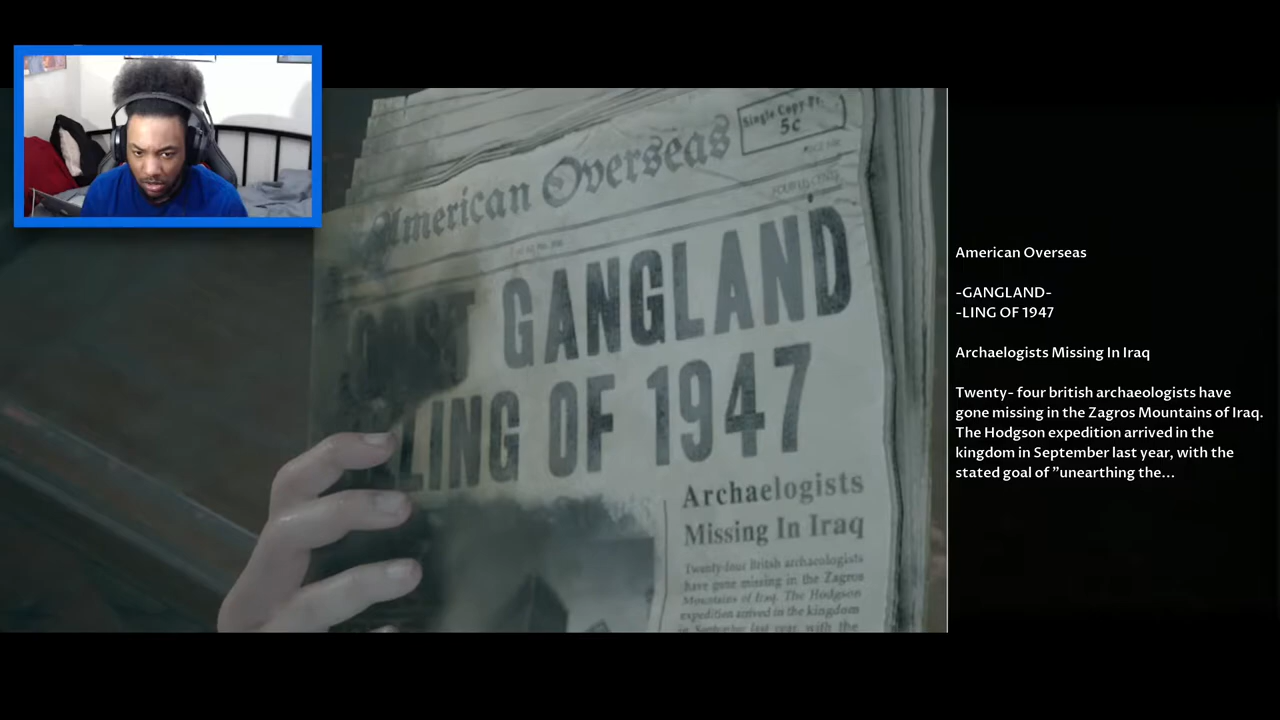 Single Copy Pr.
5c
American Overseas
GANGLAND
LING OF 1947
Archaelogists
Missing In Iraq
Twenty-four British archaeologists
have gone missing in the Zagros
Mountains of Iraq. The Hodgson
expedition arrived in the kingdom
in September last year, with the
American Overseas
-GANGLAND-
-LING OF 1947
Archaelogists Missing In Iraq
Twenty- four british archaeologists have
gone missing in the Zagros Mountains of Iraq.
The Hodgson expedition arrived in the
kingdom in September last year, with the
stated goal of "unearthing the...